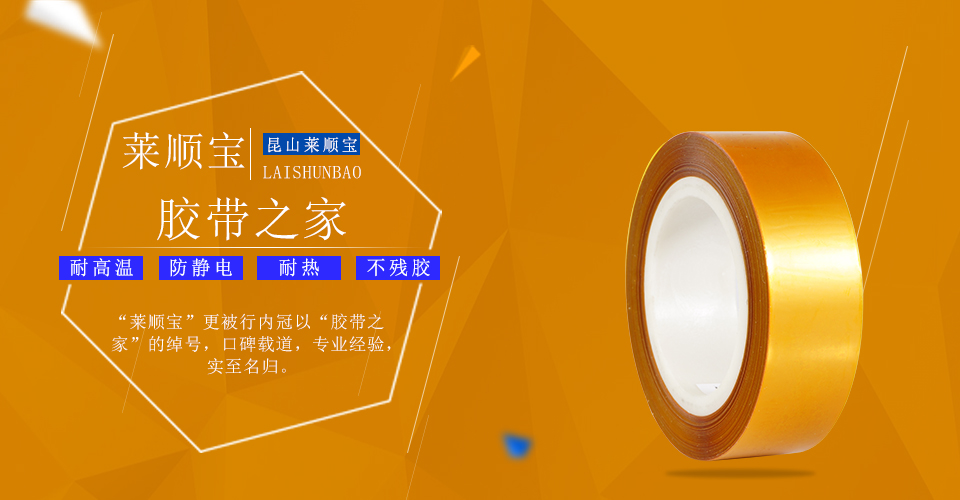 莱顺宝
昆山莱顺宝
LAISHUNBAO
胶带之家
耐高温 防静电 耐热 不残胶
“莱顺宝”更被行内冠以“胶带之
家”的绰号，口碑载道，专业经验，
实至名归。